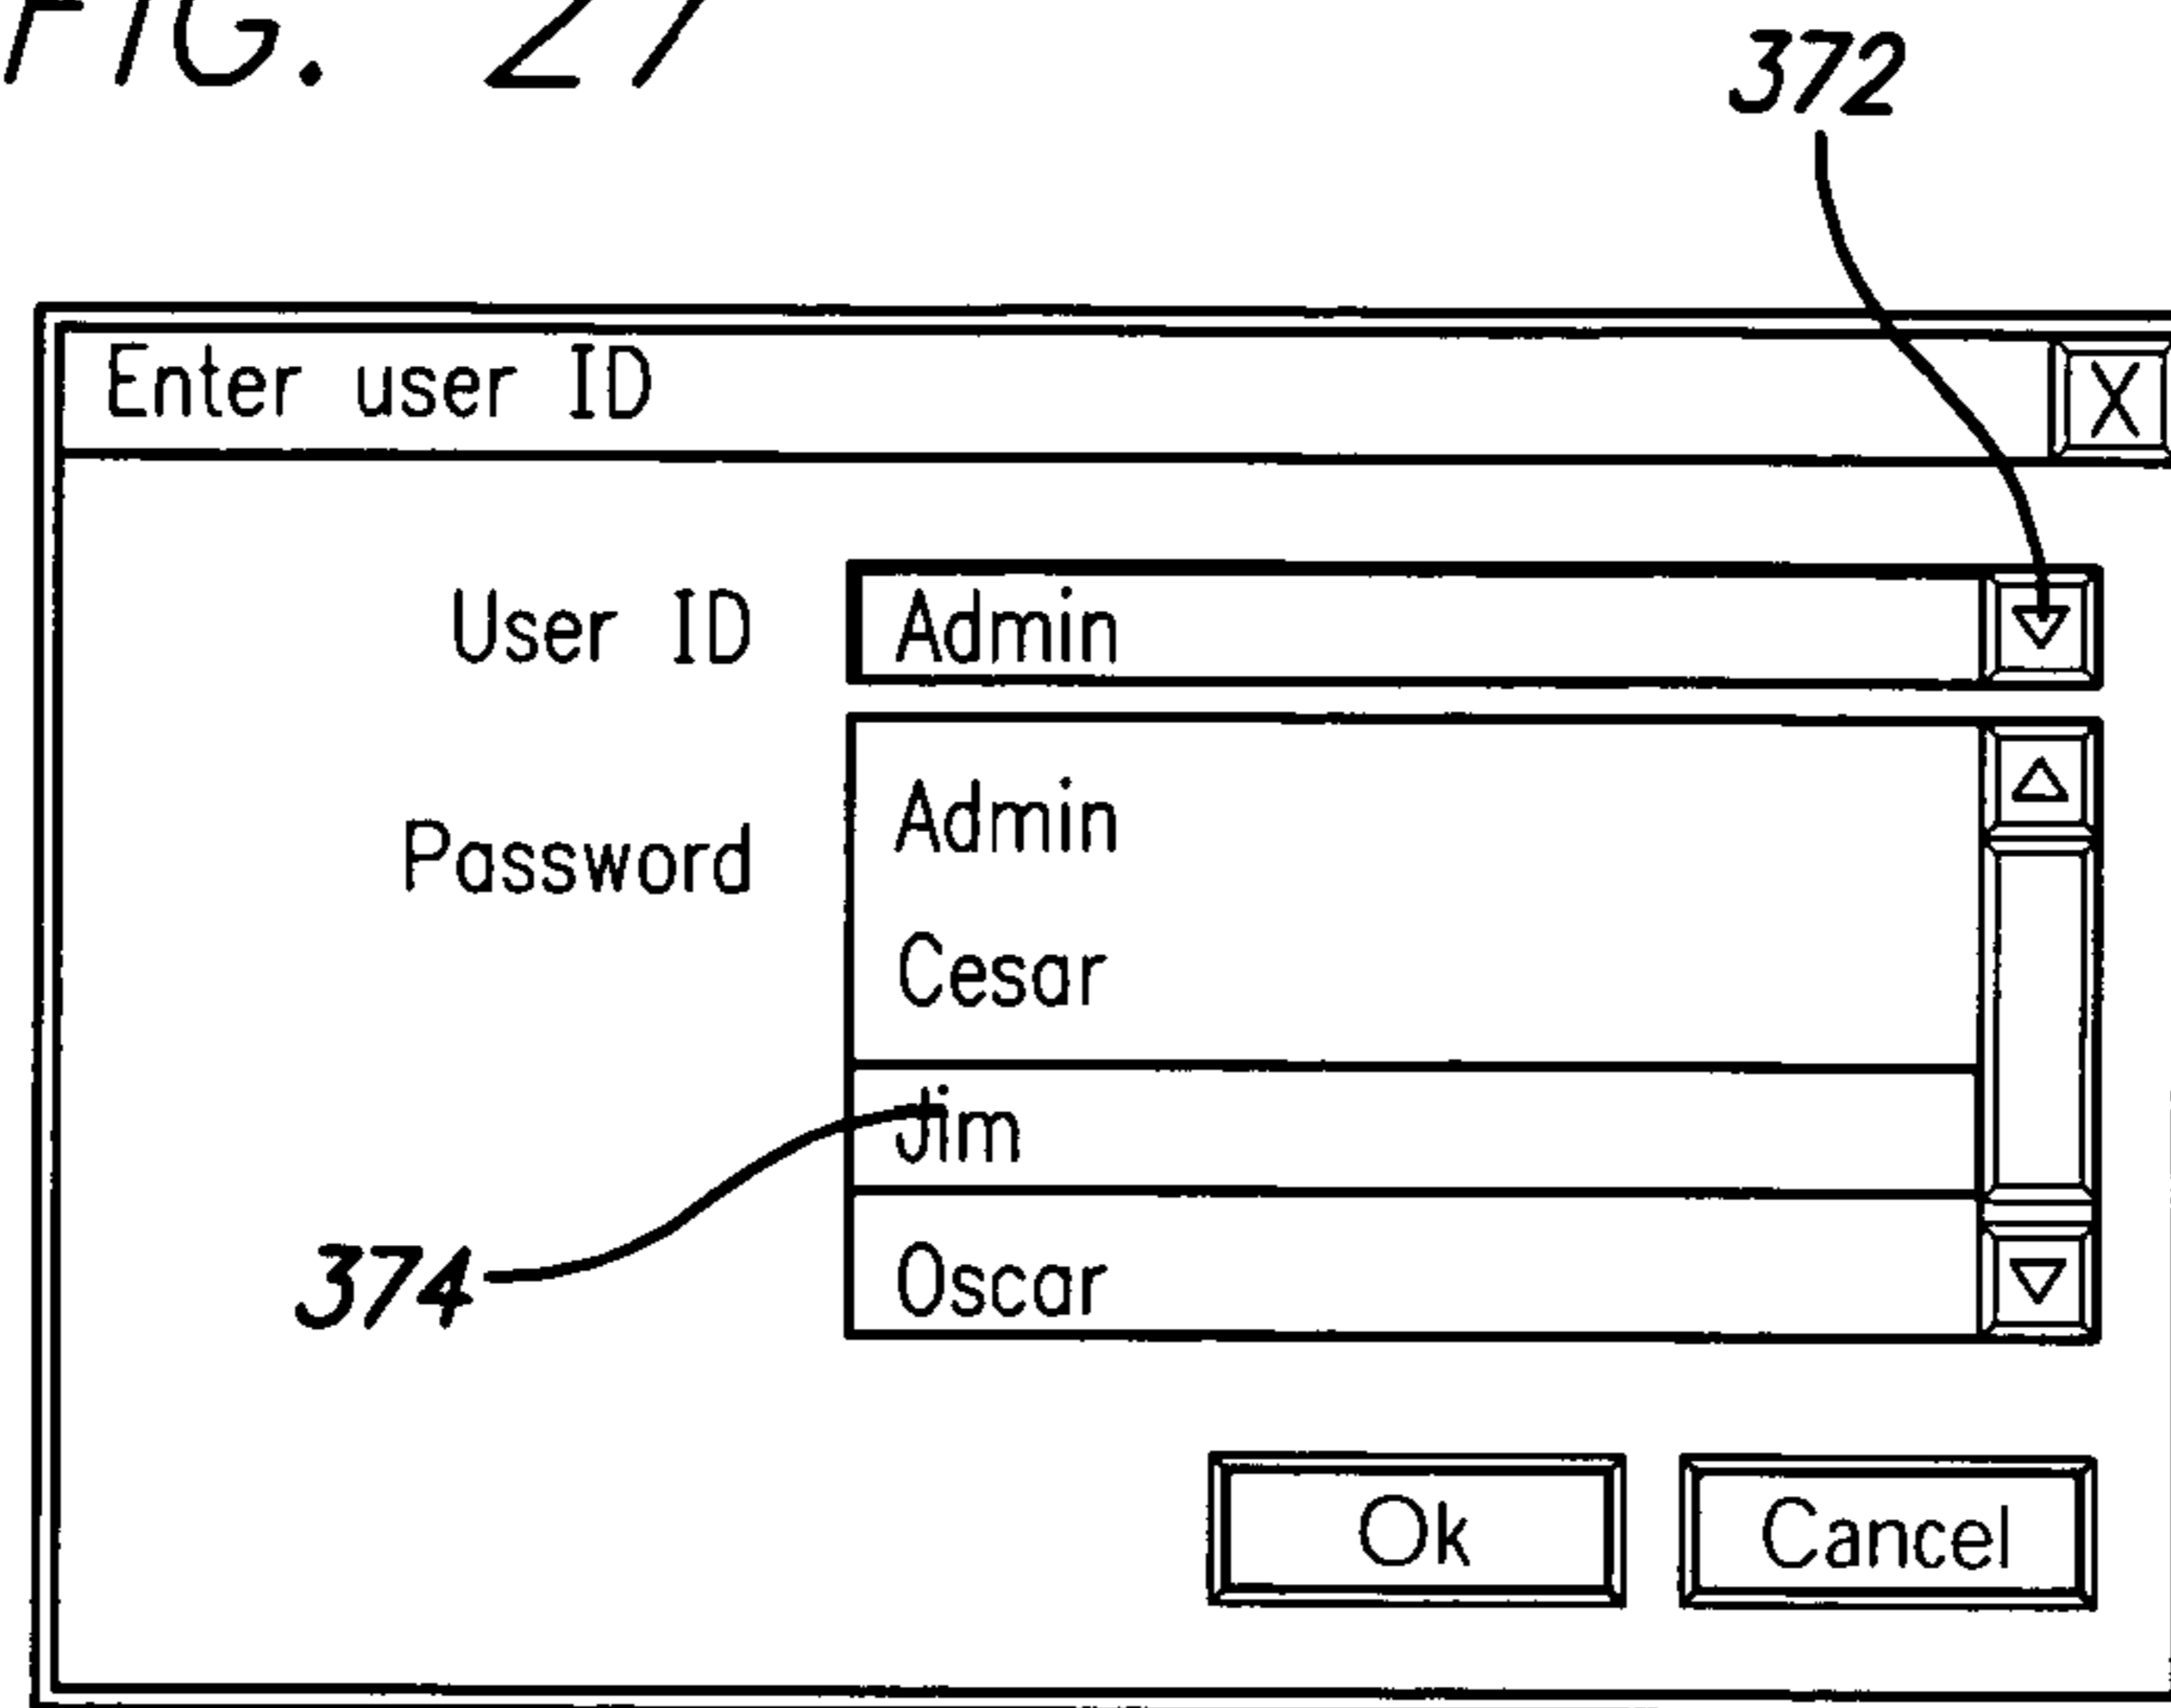 FIG. 27
372
Enter user ID X
User ID Admin
Admin
Password
Cesar
Jim
374
Oscar
Ok Cancel